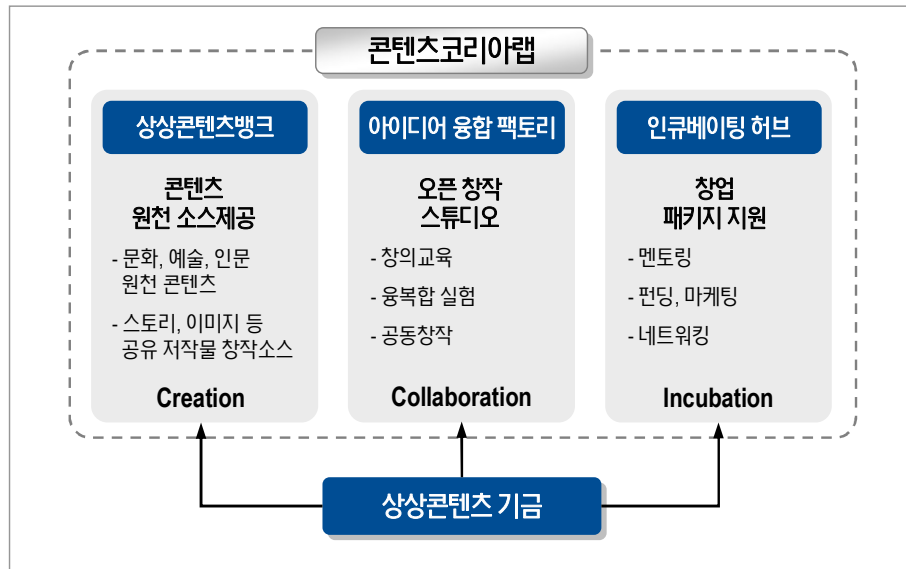 콘텐츠코리아랩
상상콘텐츠뱅크
콘텐츠
원천 소스제공
- 문화, 예술, 인문
원천 콘텐츠
- 스토리, 이미지 등
공유 저작물 창작소스
Creation
아이디어 융합 팩토리
오픈 창작
스튜디오
- 창의교육
- 융복합 실험
- 공동창작
Collaboration
인큐베이팅 허브
창업
패키지 지원
- 멘토링
- 펀딩, 마케팅
- 네트워킹
Incubation
상상콘텐츠 기금